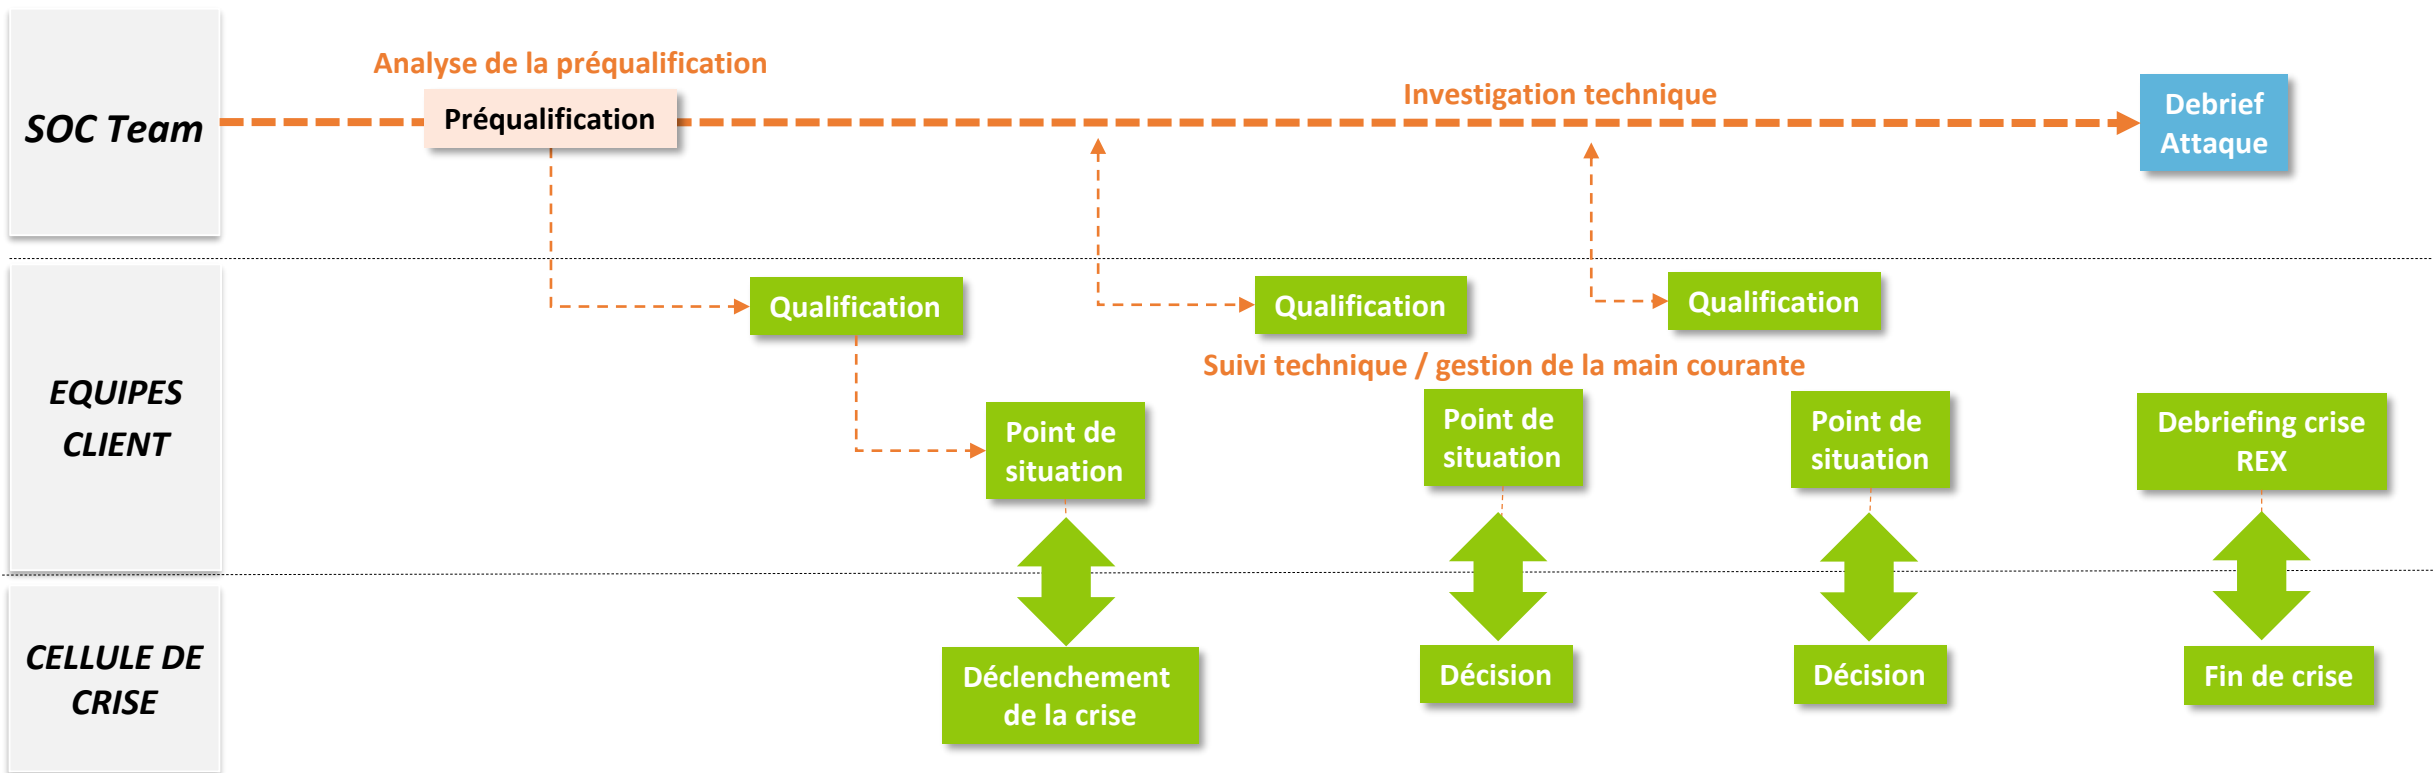 SOC Team
Analyse de la préqualification
Préqualification
Investigation technique
Debrief
Attaque
EQUIPES
CLIENT
Qualification
Qualification
Qualification
Suivi technique / gestion de la main courante
Point de
situation
Point de
situation
Point de
situation
Debriefing crise
REX
CELLULE DE
CRISE
Déclenchement
de la crise
Décision
Décision
Fin de crise